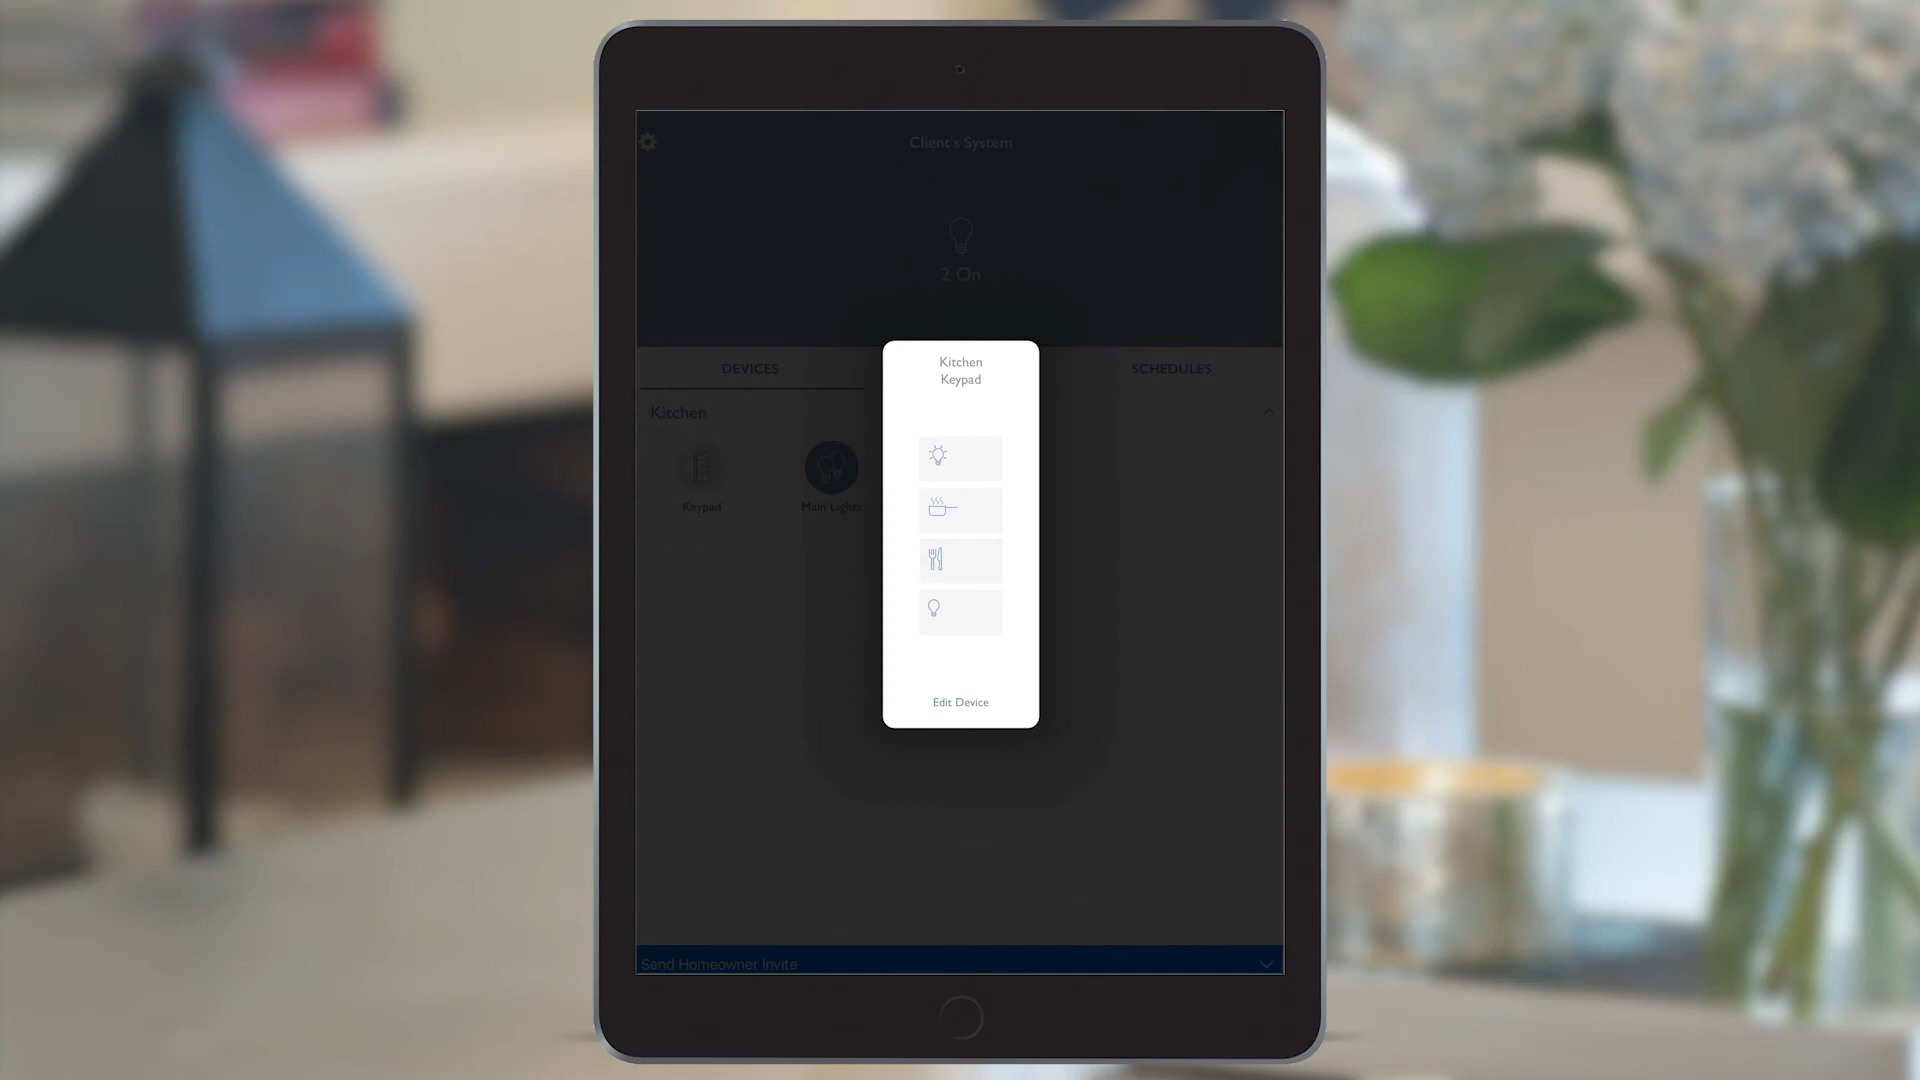 Client's System
2 On
DEVICES
SCHEDULES
Kitchen
Keypad
Main Lights
Kitchen
Keypad
Edit Device
Send Homeowner Invite